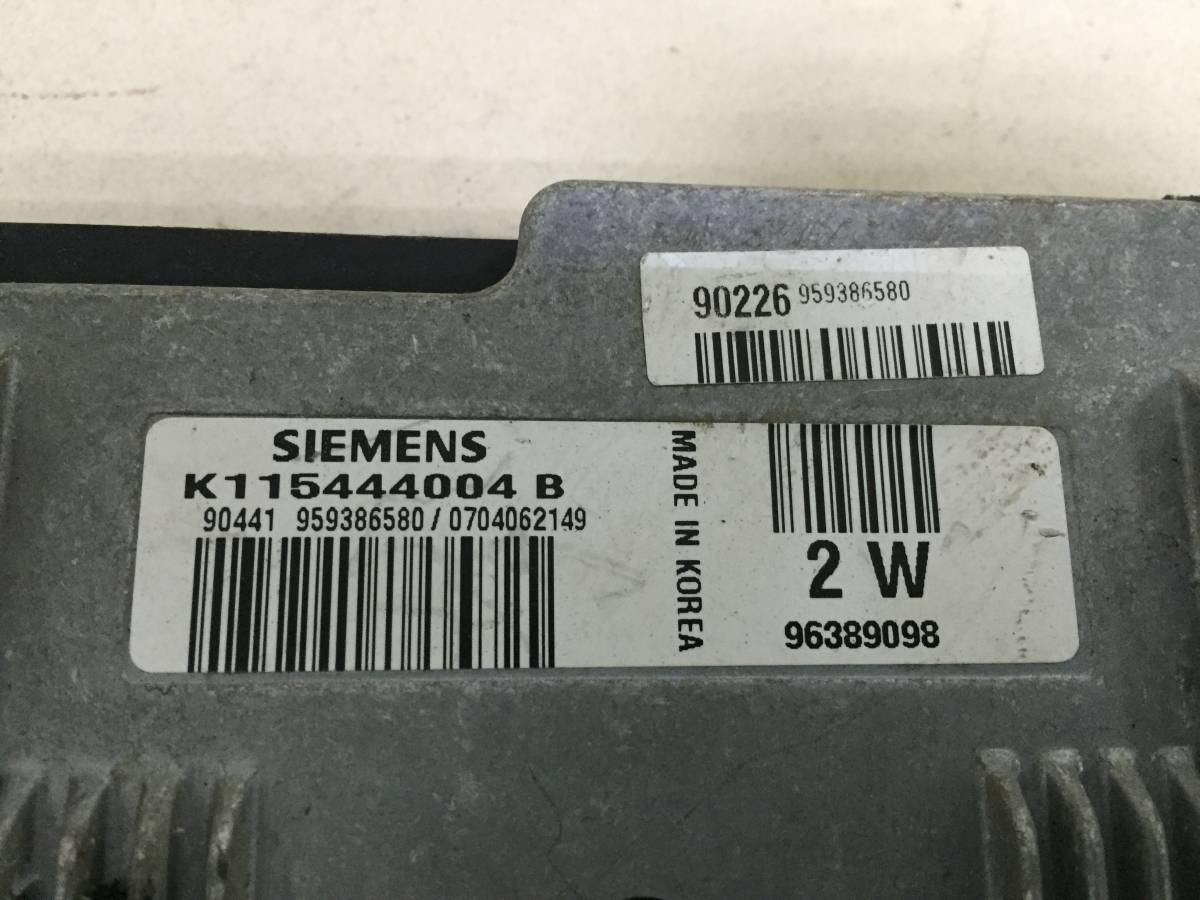 90226 959386580
SIEMENS
K115444004 B
90441 959386580 / 0704062149
MADE IN KOREA
2 W
96389098